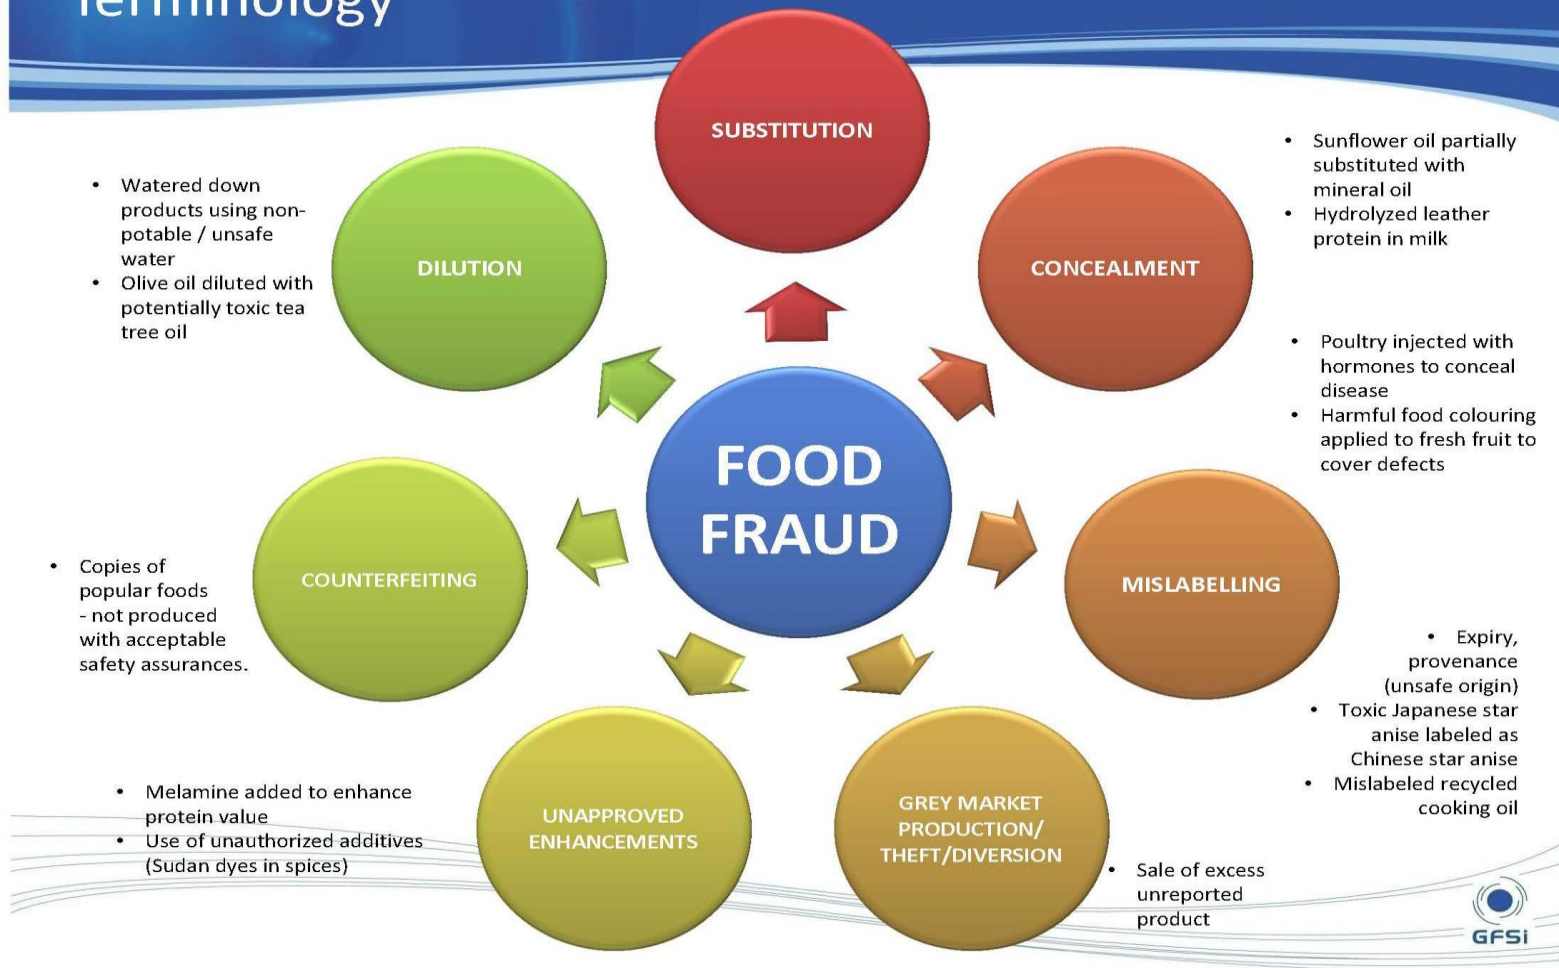 Terminology
SUBSTITUTION
• Sunflower oil partially
substituted with
mineral oil
• Hydrolyzed leather
protein in milk
CONCEALMENT
• Poultry injected with
hormones to conceal
disease
• Harmful food colouring
applied to fresh fruit to
cover defects
MISLABELLING
• Expiry,
provenance
(unsafe origin)
• Toxic Japanese star
anise labeled as
Chinese star anise
• Mislabeled recycled
cooking oil
GREY MARKET
PRODUCTION/
THEFT/DIVERSION
• Sale of excess
unreported
product
UNAPPROVED
ENHANCEMENTS
• Melamine added to enhance
protein value
• Use of unauthorized additives
(Sudan dyes in spices)
COUNTERFEITING
• Copies of
popular foods
- not produced
with acceptable
safety assurances.
DILUTION
• Watered down
products using non-
potable / unsafe
water
• Olive oil diluted with
potentially toxic tea
tree oil
FOOD
FRAUD
GFSi